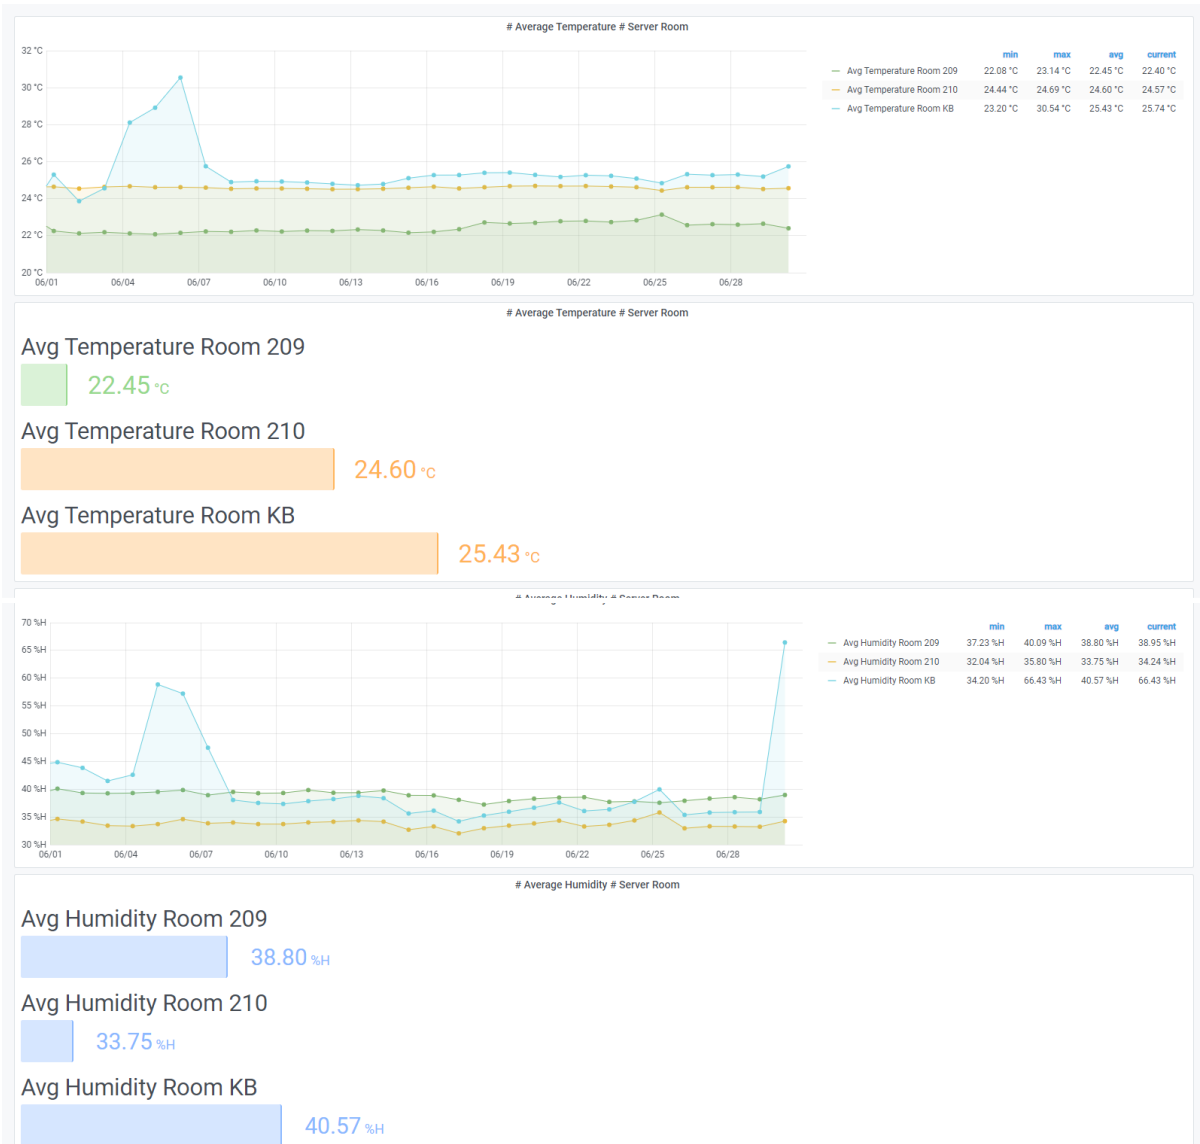 # Average Temperature # Server Room
32 °C
30 °C
28 °C
26 °C
24 °C
22 °C
20 °C
06/01 06/04 06/07 06/10 06/13 06/16 06/19 06/22 06/25 06/28
min max avg current
Avg Temperature Room 209 22.08 °C 23.14 °C 22.45 °C 22.40 °C
Avg Temperature Room 210 24.44 °C 24.69 °C 24.60 °C 24.57 °C
Avg Temperature Room KB 23.20 °C 30.54 °C 25.43 °C 25.74 °C
# Average Temperature # Server Room
Avg Temperature Room 209
22.45 °C
Avg Temperature Room 210
24.60 °C
Avg Temperature Room KB
25.43 °C
# Average Humidity # Server Room
70 %H
65 %H
60 %H
55 %H
50 %H
45 %H
40 %H
35 %H
30 %H
06/01 06/04 06/07 06/10 06/13 06/16 06/19 06/22 06/25 06/28
min max avg current
Avg Humidity Room 209 37.23 %H 40.09 %H 38.80 %H 38.95 %H
Avg Humidity Room 210 32.04 %H 35.80 %H 33.75 %H 34.24 %H
Avg Humidity Room KB 34.20 %H 66.43 %H 40.57 %H 66.43 %H
# Average Humidity # Server Room
Avg Humidity Room 209
38.80 %H
Avg Humidity Room 210
33.75 %H
Avg Humidity Room KB
40.57 %H